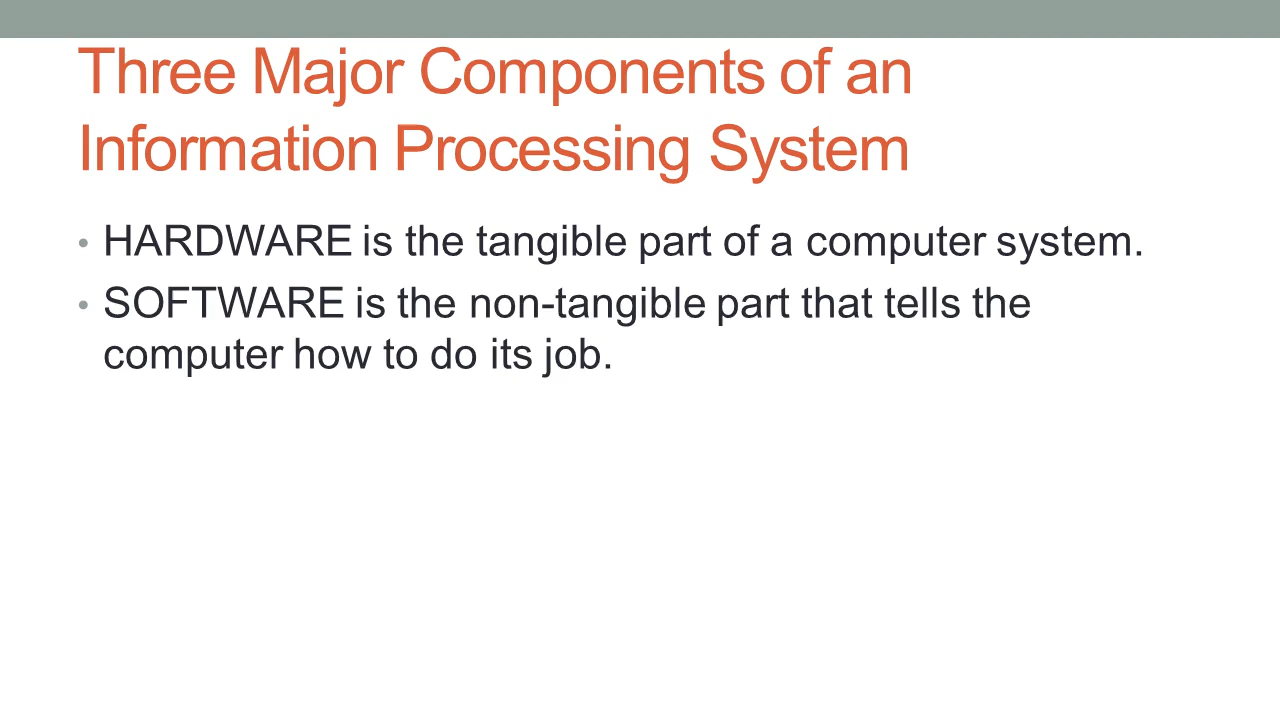 Three Major Components of an
Information Processing System
• HARDWARE is the tangible part of a computer system.
• SOFTWARE is the non-tangible part that tells the
computer how to do its job.